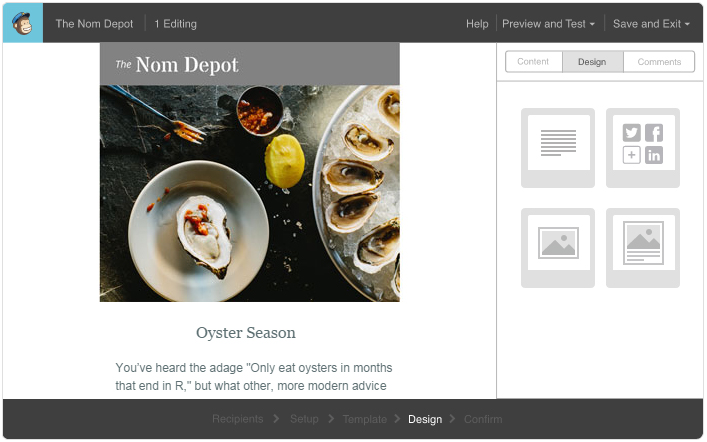 The Nom Depot
1 Editing
Help
Preview and Test
Save and Exit
The Nom Depot
Content
Design
Comments
Oyster Season
You've heard the adage "Only eat oysters in months
that end in R," but what other, more modern advice
Recipients
Setup
Template
Design
Confirm